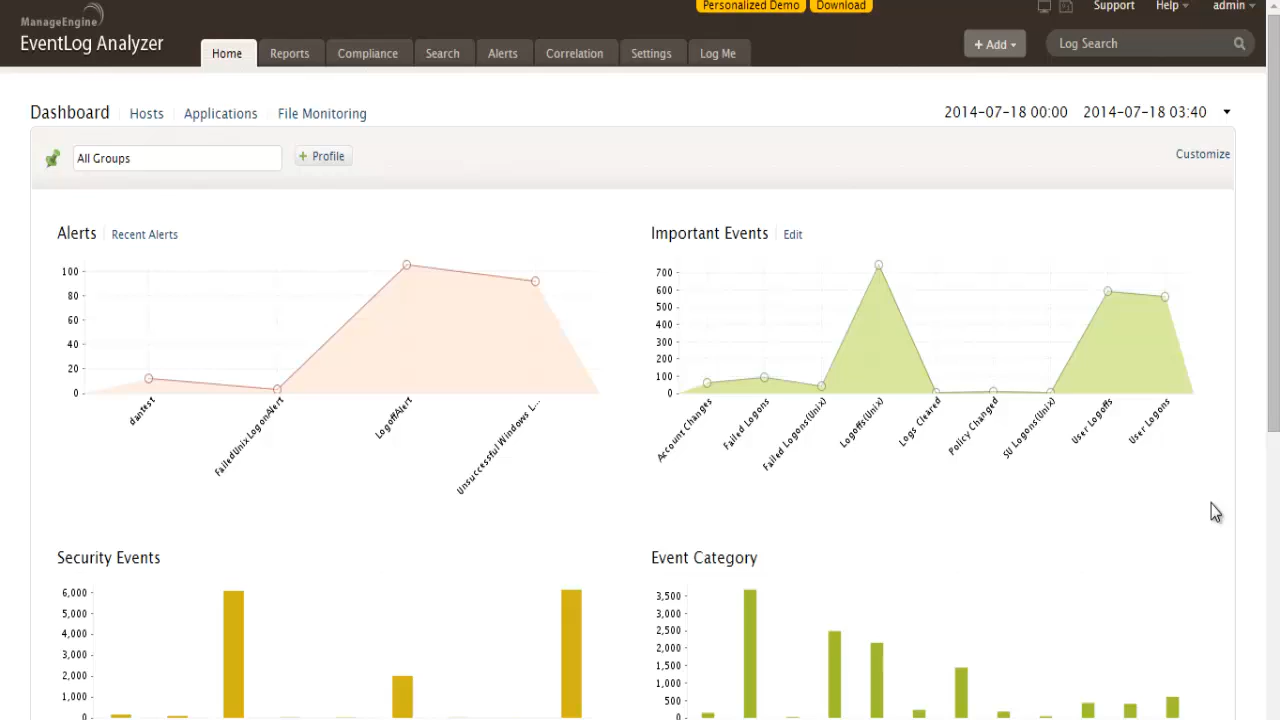 Personalized Demo Download Support Help admin
ManageEngine
EventLog Analyzer
Home Reports Compliance Search Alerts Correlation Settings Log Me + Add Log Search
Dashboard Hosts Applications File Monitoring 2014-07-18 00:00 2014-07-18 03:40
All Groups + Profile Customize
Alerts Recent Alerts
100
80
60
40
20
0
dantest
FailedUnixLogonAlert
LogoffAlert
Unsuccessful Windows L...
Important Events Edit
700
600
500
400
300
200
100
0
Account Changes
Failed Logons
Failed Logons(Unix)
Logoffs(Unix)
Logs Cleared
Policy Changed
SU Logons(Unix)
User Logoffs
User Logons
Security Events
6,000
5,000
4,000
3,000
2,000
1,000
0
Event Category
3,500
3,000
2,500
2,000
1,500
1,000
500
0